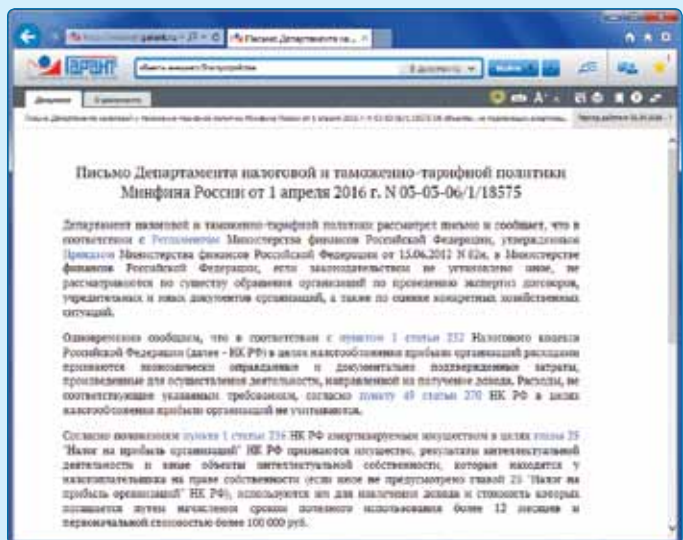 Письмо Департамента на...
ГАРАНТ
объекты внешнего благоустройства
Документ
Письмо Департамента налоговой и таможенно-тарифной политики
Минфина России от 1 апреля 2016 г. N 03-03-06/1/18575
Департамент налоговой и таможенно-тарифной политики рассмотрел письмо и сообщает, что в
соответствии с Регламентом Министерства финансов Российской Федерации, утвержденным
Приказом Министерства финансов Российской Федерации от 15.06.2012 N 82н, в Министерстве
финансов Российской Федерации, если законодательством не установлено иное, не
рассматриваются по существу обращения организаций по проведению экспертиз договоров,
учредительных и иных документов организаций, а также по оценке конкретных хозяйственных
ситуаций.
Одновременно сообщаем, что в соответствии с пунктом 1 статьи 252 Налогового кодекса
Российской Федерации (далее - НК РФ) в целях налогообложения прибыли организаций расходами
признаются экономически оправданные и документально подтвержденные затраты,
произведенные для осуществления деятельности, направленной на получение дохода. Расходы, не
соответствующие указанным требованиям, согласно пункту 49 статьи 270 НК РФ в целях
налогообложения прибыли организаций не учитываются.
Согласно положениям пункта 1 статьи 256 НК РФ амортизируемым имуществом в целях главы 25
"Налог на прибыль организаций" НК РФ признаются имущество, результаты интеллектуальной
деятельности и иные объекты интеллектуальной собственности, которые находятся у
налогоплательщика на праве собственности (если иное не предусмотрено главой 25 "Налог на
прибыль организаций" НК РФ), используются им для извлечения дохода и стоимость которых
погашается путем начисления сроком полезного использования более 12 месяцев и
первоначальной стоимостью более 100 000 руб.